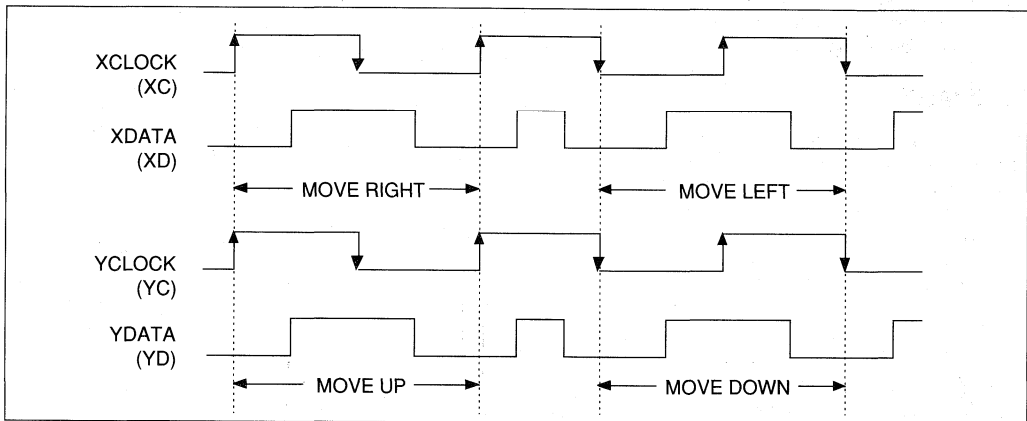 XCLOCK
(XC)
XDATA
(XD)
MOVE RIGHT
MOVE LEFT
YCLOCK
(YC)
YDATA
(YD)
MOVE UP
MOVE DOWN